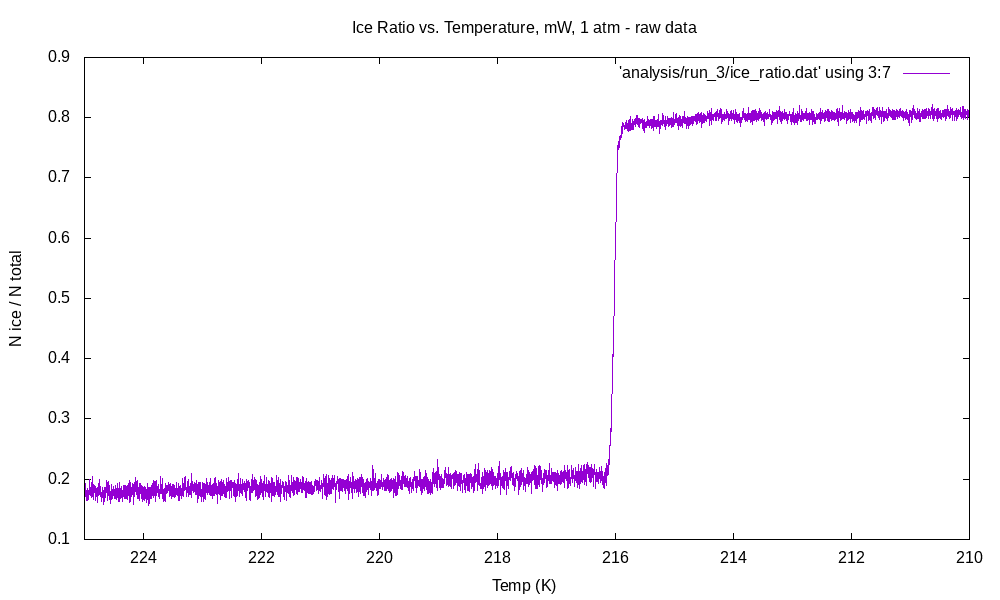 Ice Ratio vs. Temperature, mW, 1 atm - raw data
'analysis/run_3/ice_ratio.dat' using 3:7
N ice / N total
0.9
0.8
0.7
0.6
0.5
0.4
0.3
0.2
0.1
224 222 220 218 216 214 212 210
Temp (K)